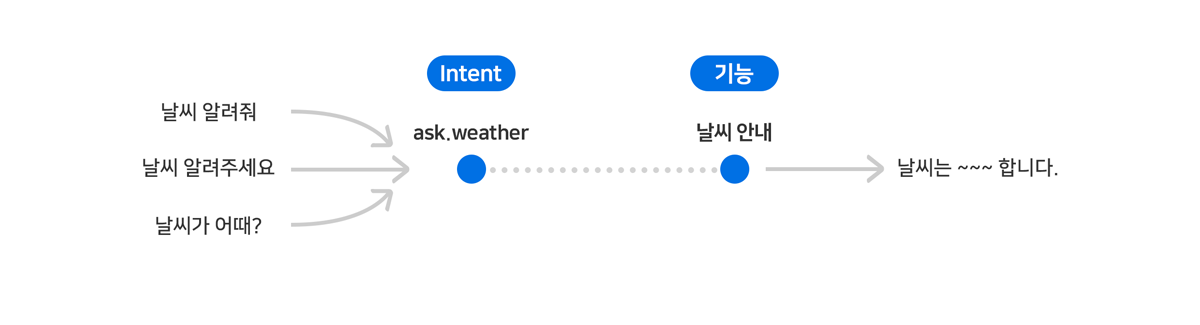 Intent
기능
날씨 알려줘
날씨 알려주세요
날씨가 어때?
ask.weather
날씨 안내
날씨는 ~~~ 합니다.